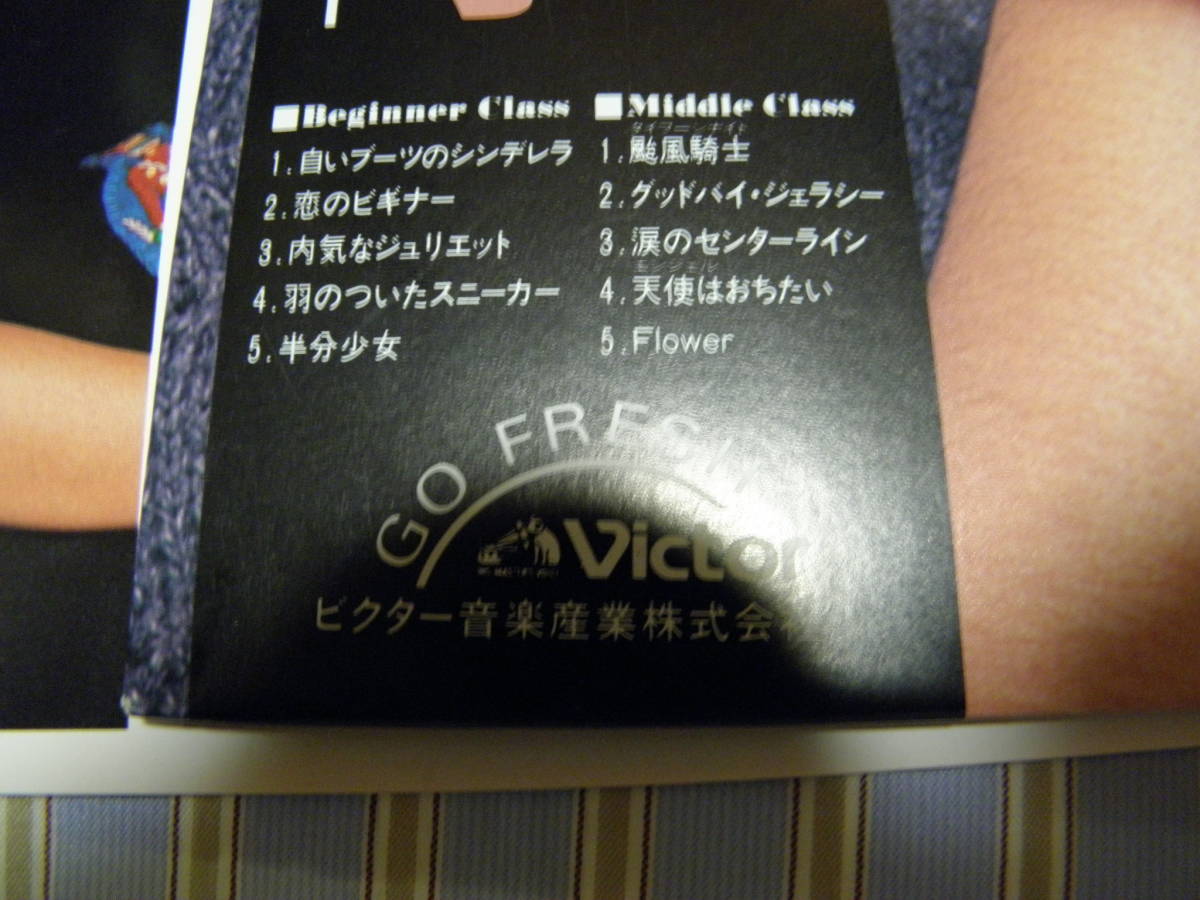 ■Beginner Class
1.白いブーツのシンデレラ
2.恋のビギナー
3.内気なジュリエット
4.羽のついたスニーカー
5.半分少女
■Middle Class
タイフーンナイト
1.颱風騎士
2.グッドバイ・ジェラシー
3.涙のセンターライン
モンシェル
4.天使はおちたい
5.Flower
GO FRESH
Victor
ビクター音楽産業株式会社